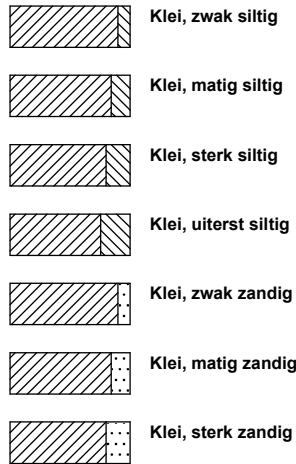 Klei, zwak siltig
Klei, matig siltig
Klei, sterk siltig
Klei, uiterst siltig
Klei, zwak zandig
Klei, matig zandig
Klei, sterk zandig